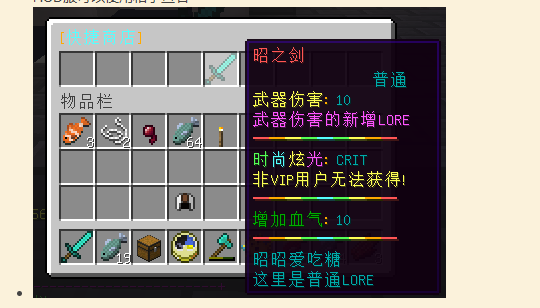 物品栏
3
2
64
19
昭之剑
普通
武器伤害: 10
武器伤害的新增LORE
时尚炫光: CRIT
非VIP用户无法获得!
增加血气: 10
昭昭爱吃糖
这里是普通LORE